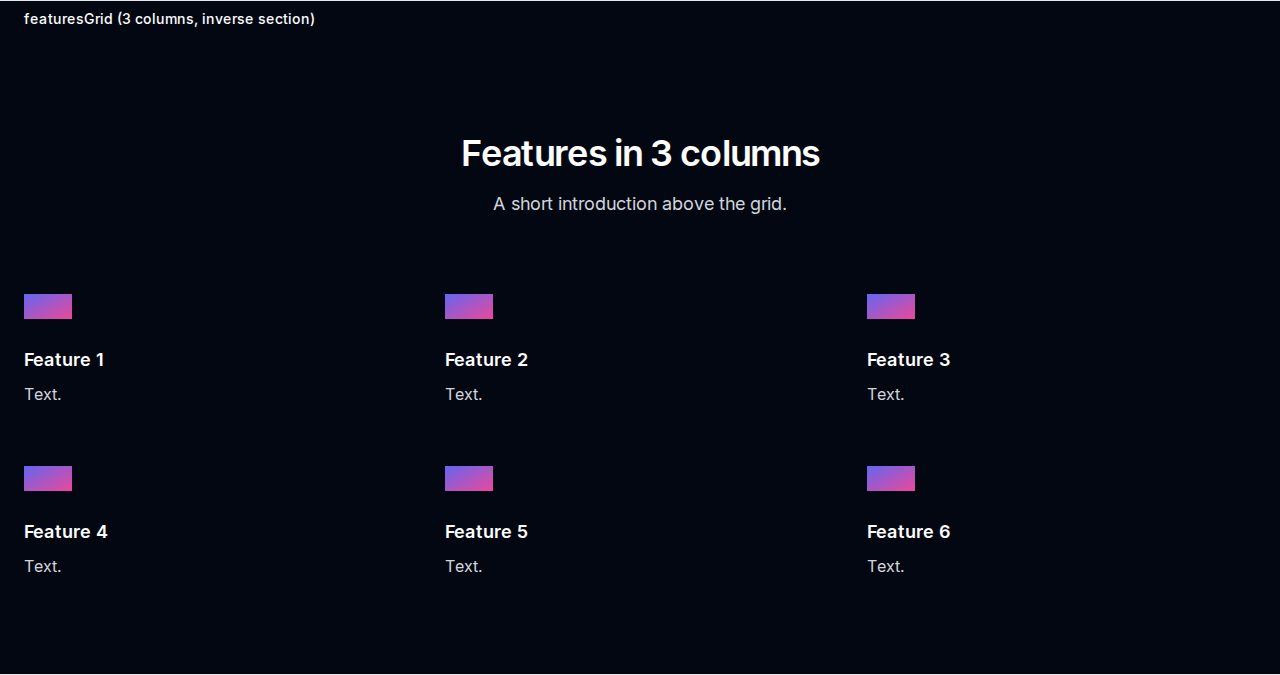 featuresGrid (3 columns, inverse section)
Features in 3 columns
A short introduction above the grid.
Feature 1
Text.
Feature 2
Text.
Feature 3
Text.
Feature 4
Text.
Feature 5
Text.
Feature 6
Text.